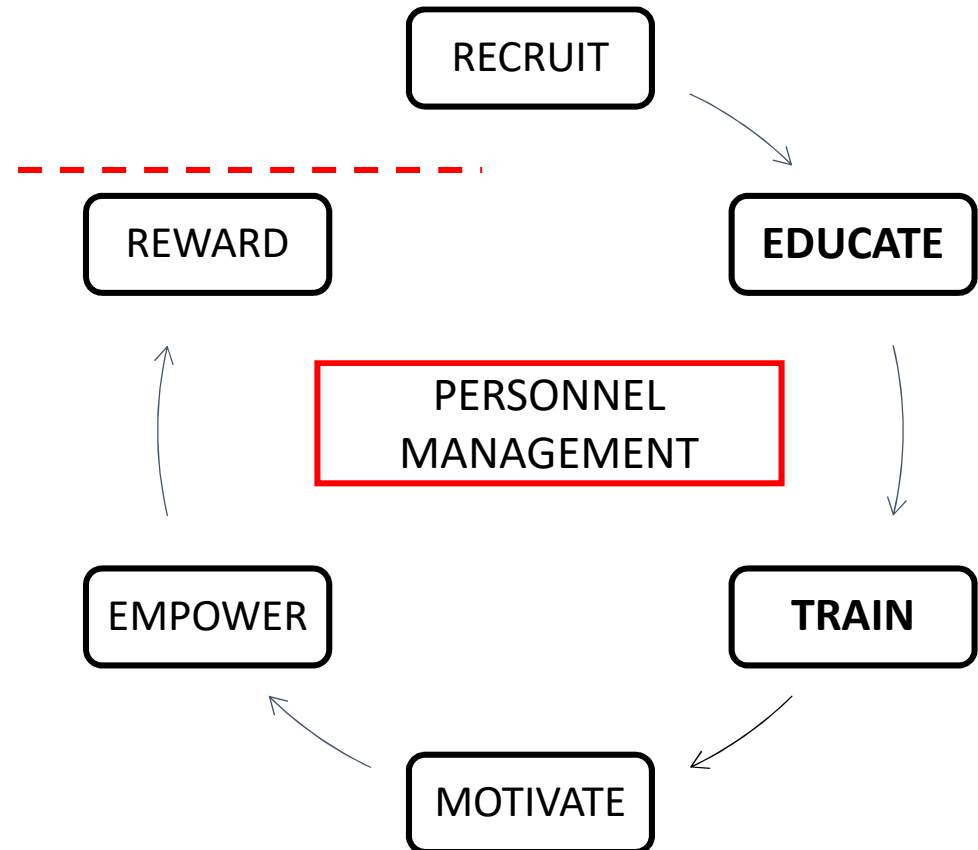 RECRUIT
REWARD
EDUCATE
PERSONNEL
MANAGEMENT
EMPOWER
TRAIN
MOTIVATE